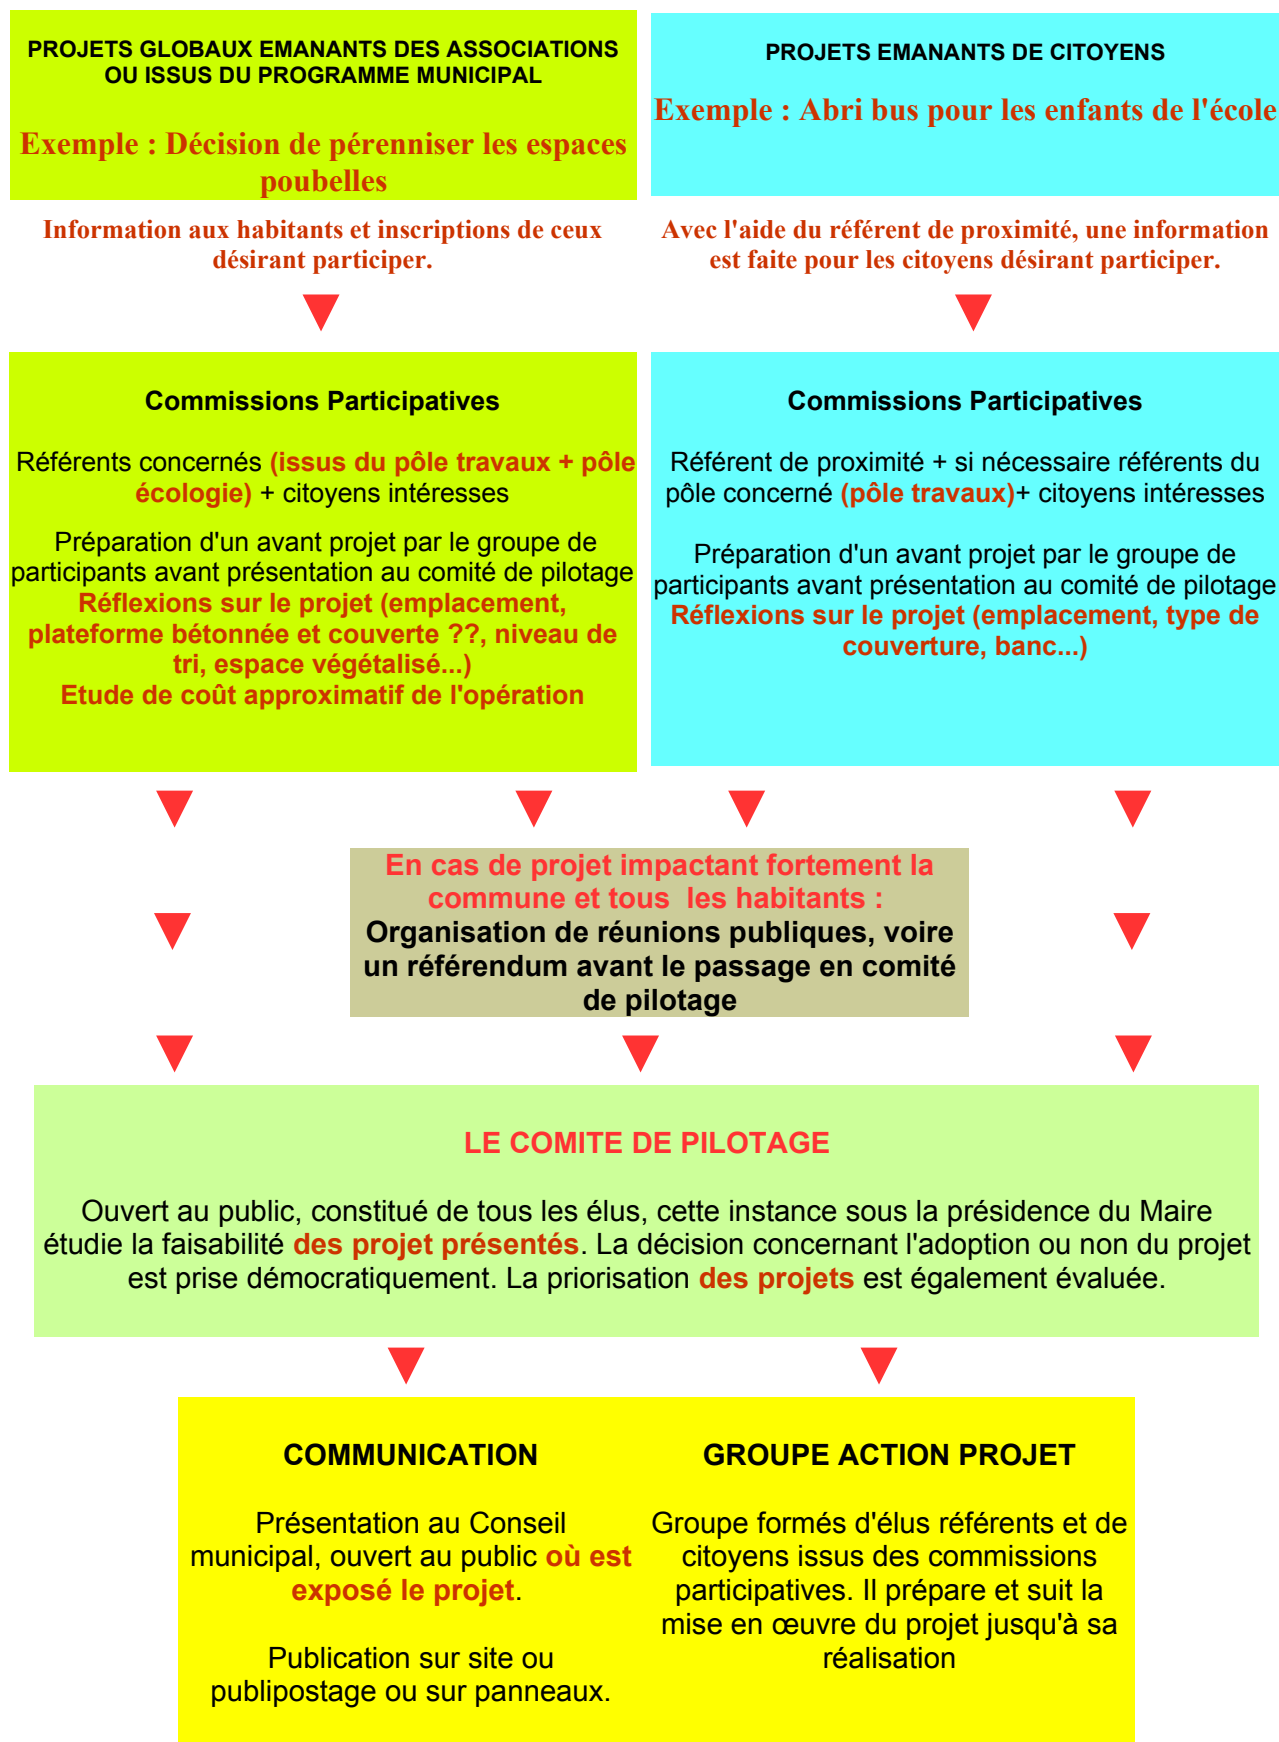 PROJETS GLOBAUX EMANANTS DES ASSOCIATIONS
OU ISSUS DU PROGRAMME MUNICIPAL
Exemple : Décision de pérenniser les espaces
poubelles
PROJETS EMANANTS DE CITOYENS
Exemple : Abri bus pour les enfants de l'école
Information aux habitants et inscriptions de ceux
désirant participer.
Avec l'aide du référent de proximité, une information
est faite pour les citoyens désirant participer.
Commissions Participatives
Référents concernés (issus du pôle travaux + pôle
écologie) + citoyens intéresses
Préparation d'un avant projet par le groupe de
participants avant présentation au comité de pilotage
Réflexions sur le projet (emplacement,
plateforme bétonnée et couverte ??, niveau de
tri, espace végétalisé...)
Etude de coût approximatif de l'opération
Commissions Participatives
Référent de proximité + si nécessaire référents du
pôle concerné (pôle travaux)+ citoyens intéresses
Préparation d'un avant projet par le groupe de
participants avant présentation au comité de pilotage
Réflexions sur le projet (emplacement, type de
couverture, banc...)
En cas de projet impactant fortement la
commune et tous les habitants :
Organisation de réunions publiques, voire
un référendum avant le passage en comité
de pilotage
LE COMITE DE PILOTAGE
Ouvert au public, constitué de tous les élus, cette instance sous la présidence du Maire
étudie la faisabilité des projet présentés. La décision concernant l'adoption ou non du projet
est prise démocratiquement. La priorisation des projets est également évaluée.
COMMUNICATION
Présentation au Conseil
municipal, ouvert au public où est
exposé le projet.
Publication sur site ou
publipostage ou sur panneaux.
GROUPE ACTION PROJET
Groupe formés d'élus référents et de
citoyens issus des commissions
participatives. Il prépare et suit la
mise en œuvre du projet jusqu'à sa
réalisation